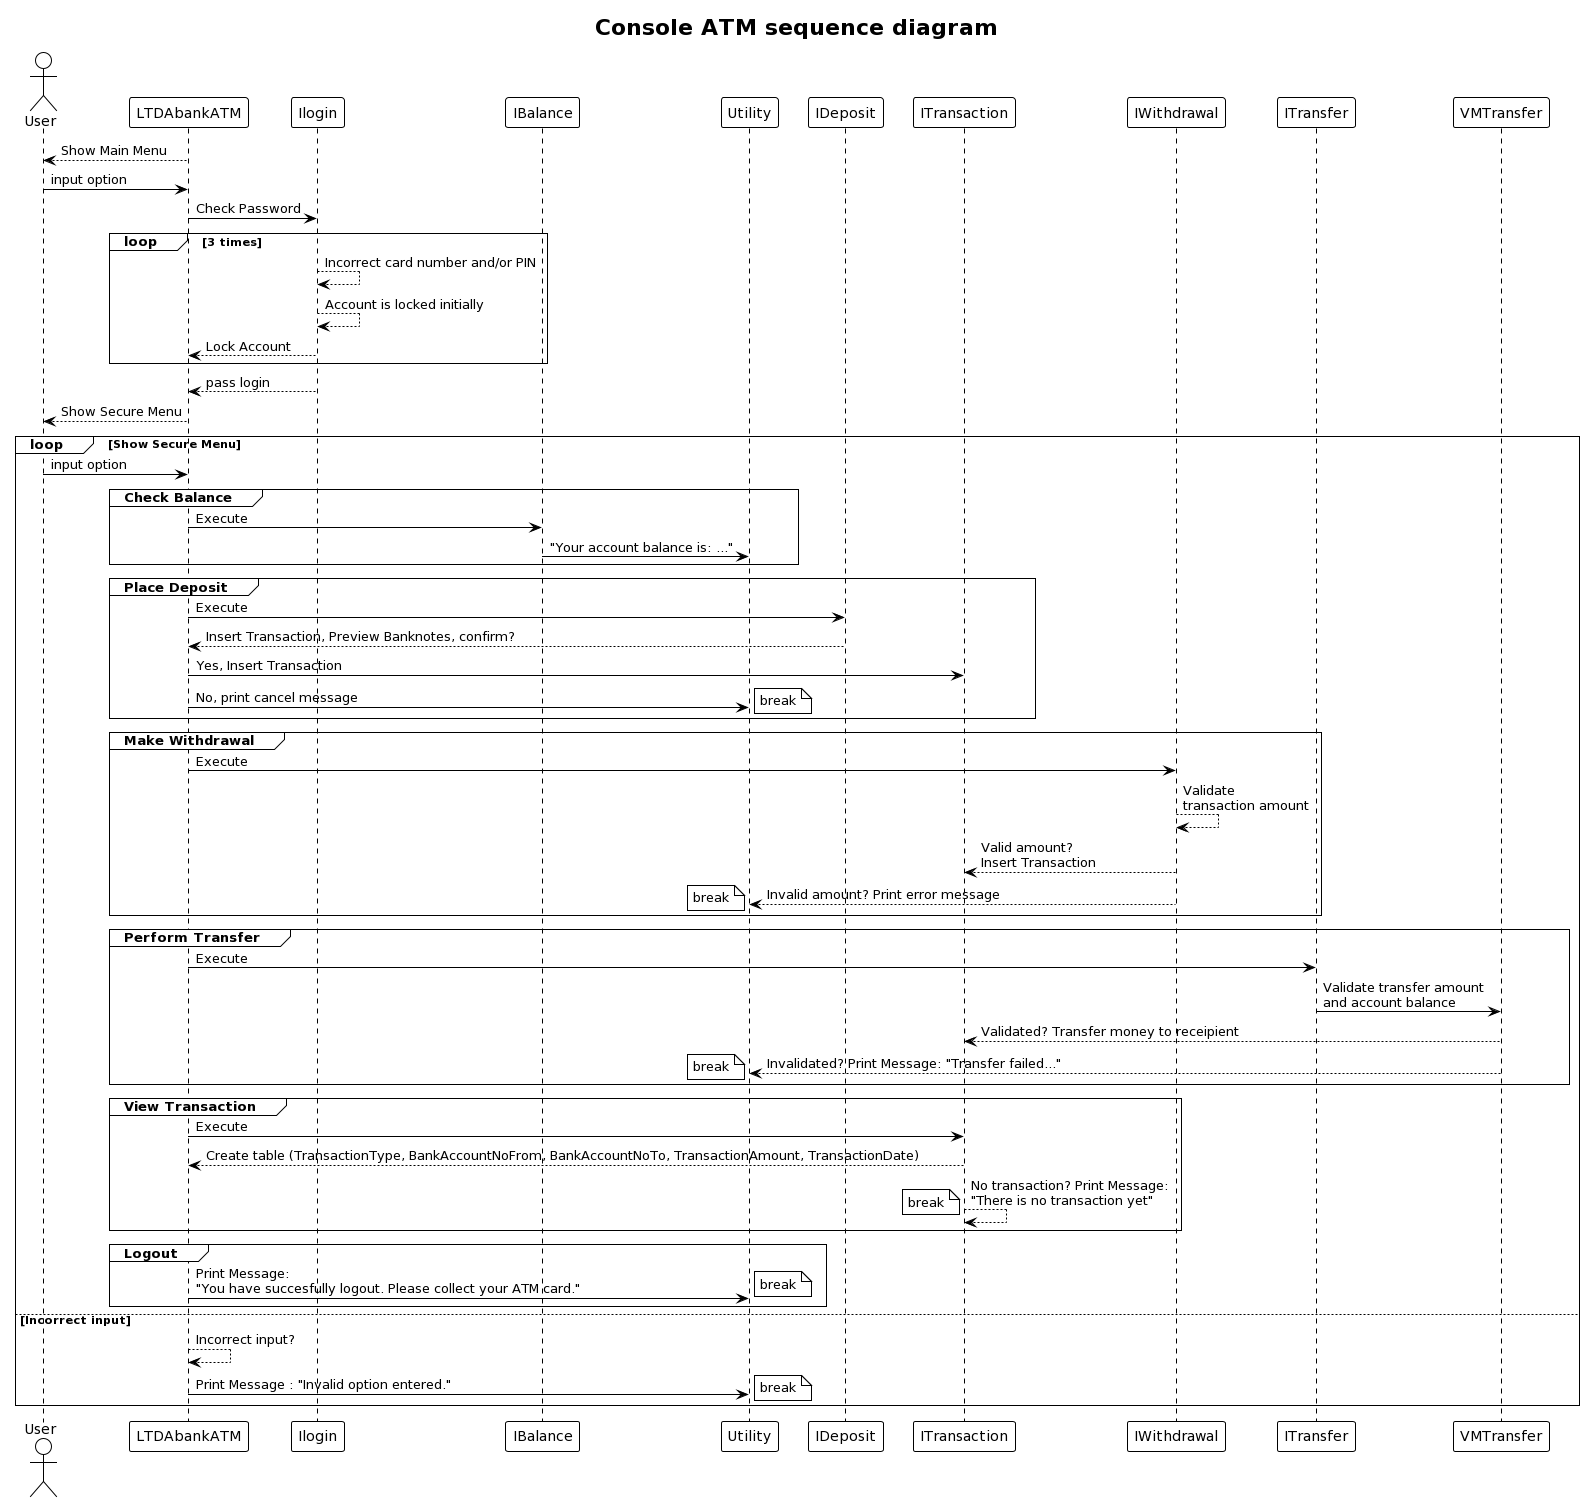 Console ATM sequence diagram
User
LTDAbankATM
Ilogin
IBalance
Utility
IDeposit
ITransaction
IWithdrawal
ITransfer
VMTransfer
Show Main Menu
input option
Check Password
loop
[3 times]
Incorrect card number and/or PIN
Account is locked initially
Lock Account
pass login
Show Secure Menu
loop
[Show Secure Menu]
input option
Check Balance
Execute
"Your account balance is: ..."
Place Deposit
Execute
Insert Transaction, Preview Banknotes, confirm?
Yes, Insert Transaction
No, print cancel message
break
Make Withdrawal
Execute
Validate
transaction amount
Valid amount?
Insert Transaction
break
Invalid amount? Print error message
Perform Transfer
Execute
Validate transfer amount
and account balance
Validated? Transfer money to receipient
break
Invalidated? Print Message: "Transfer failed..."
View Transaction
Execute
Create table (TransactionType, BankAccountNoFrom, BankAccountNoTo, TransactionAmount, TransactionDate)
No transaction? Print Message:
"There is no transaction yet"
break
Logout
Print Message:
"You have succesfully logout. Please collect your ATM card."
break
[Incorrect input]
Incorrect input?
Print Message : "Invalid option entered."
break
User
LTDAbankATM
Ilogin
IBalance
Utility
IDeposit
ITransaction
IWithdrawal
ITransfer
VMTransfer